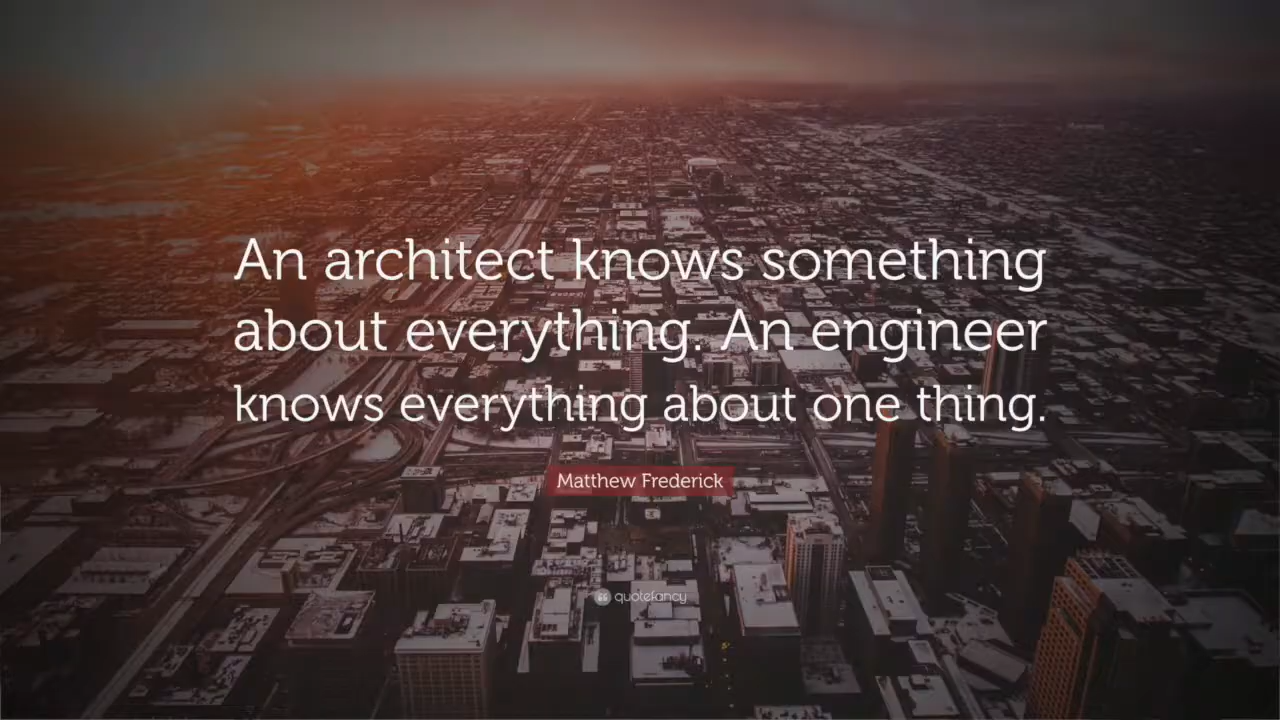 An architect knows something
about everything. An engineer
knows everything about one thing.
Matthew Frederick
quotefancy